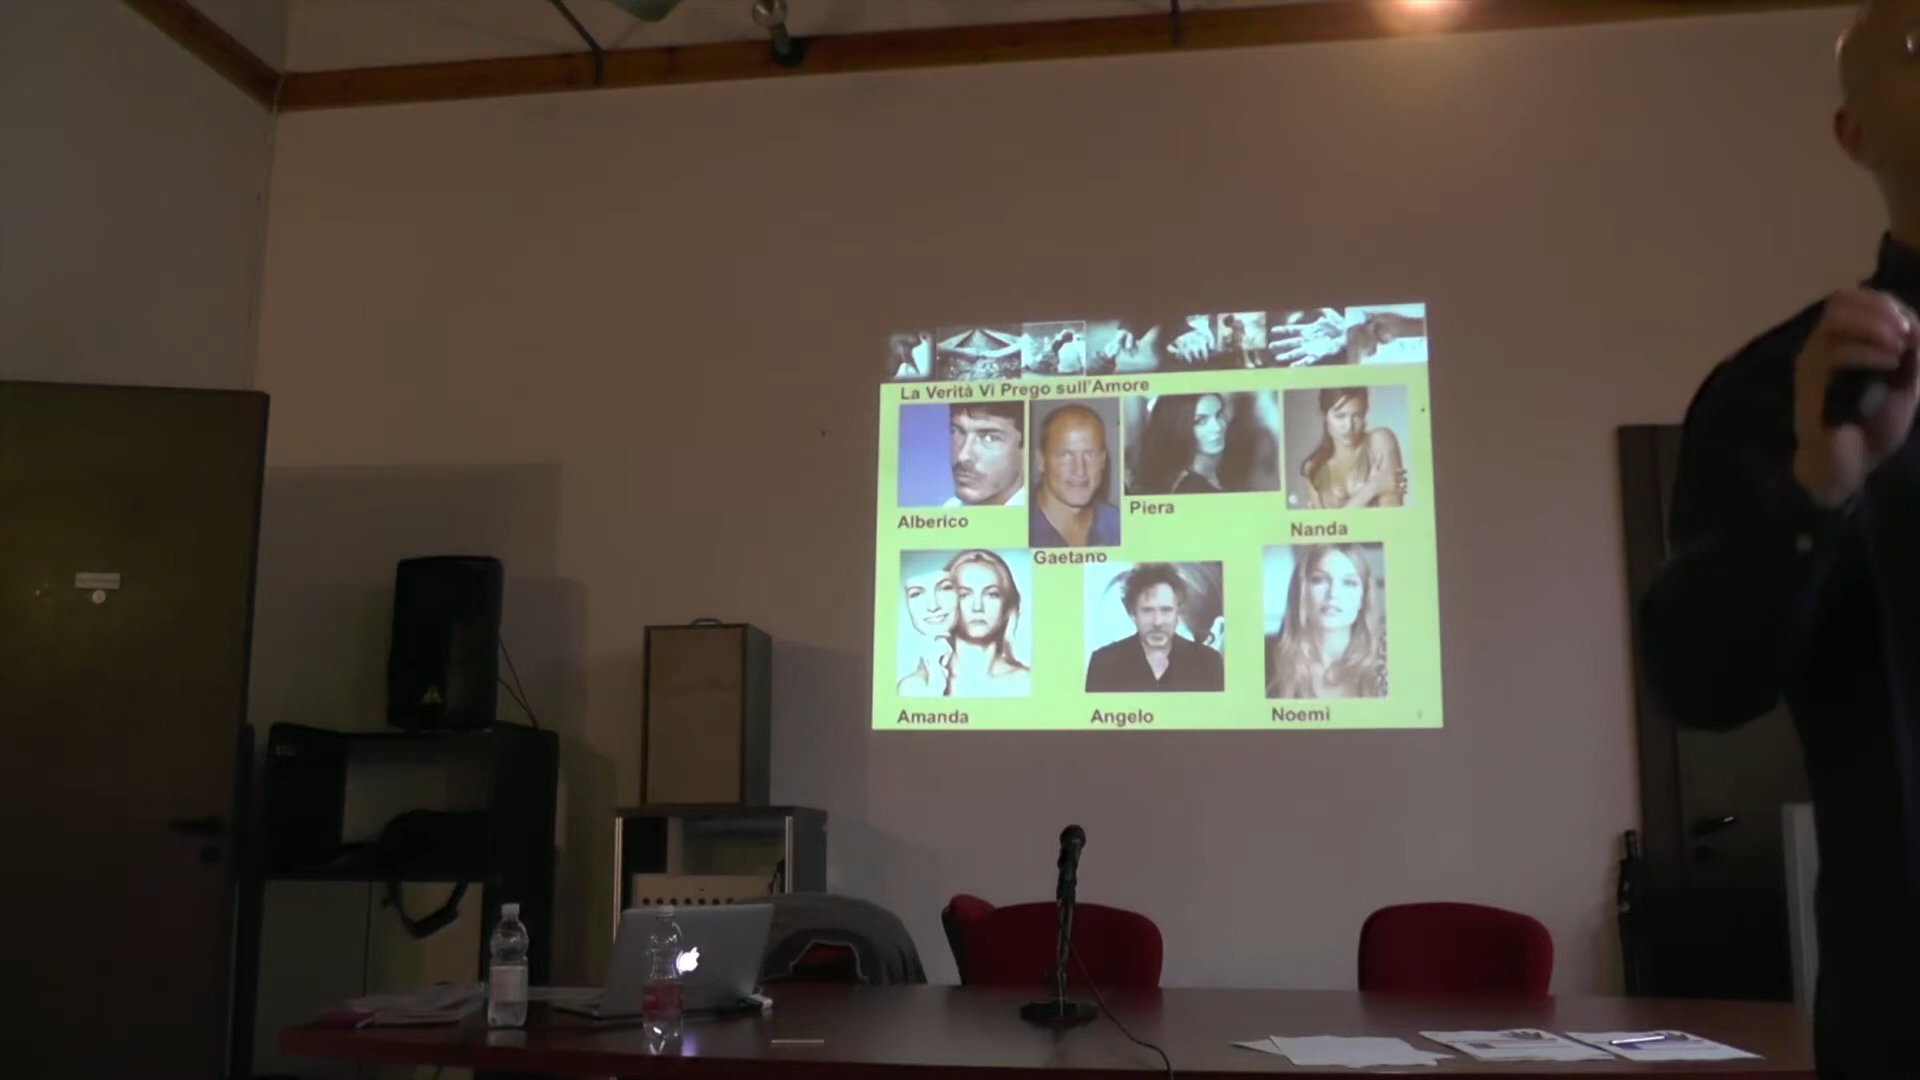 La Verità Vi Prego sull'Amore
Alberico
Gaetano
Piera
Nanda
Amanda
Angelo
Noemi